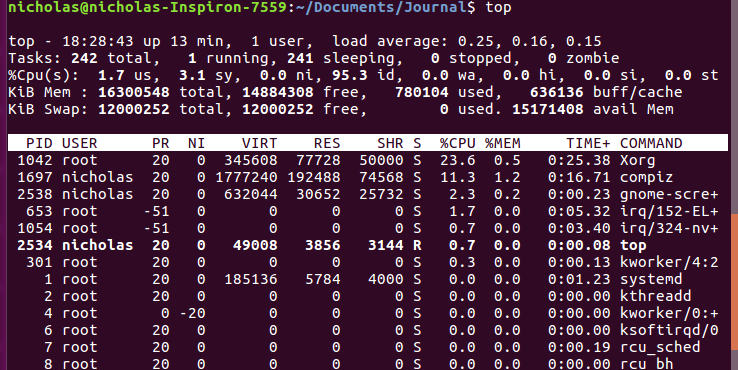 nicholas@nicholas-Inspiron-7559:~/Documents/Journal$ top
top - 18:28:43 up 13 min,  1 user,  load average: 0.25, 0.16, 0.15
Tasks: 242 total,   1 running, 241 sleeping,   0 stopped,   0 zombie
%Cpu(s):  1.7 us,  3.1 sy,  0.0 ni, 95.3 id,  0.0 wa,  0.0 hi,  0.0 si,  0.0 st
KiB Mem : 16300548 total, 14884308 free,   780104 used,   636136 buff/cache
KiB Swap: 12000252 total, 12000252 free,        0 used. 15171408 avail Mem
  PID USER      PR  NI    VIRT    RES    SHR S  %CPU %MEM     TIME+ COMMAND
 1042 root      20   0  345608  77728  50000 S  23.6  0.5   0:25.38 Xorg
 1697 nicholas  20   0 1777240 192488  74568 S  11.3  1.2   0:16.71 compiz
 2538 nicholas  20   0  632044  30652  25732 S   2.3  0.2   0:00.23 gnome-scre+
  653 root     -51   0       0      0      0 S   1.7  0.0   0:05.32 irq/152-EL+
 1054 root     -51   0       0      0      0 S   0.7  0.0   0:03.40 irq/324-nv+
 2534 nicholas  20   0   49008   3856   3144 R   0.7  0.0   0:00.08 top
  301 root      20   0       0      0      0 S   0.3  0.0   0:00.13 kworker/4:2
    1 root      20   0  185136   5784   4000 S   0.0  0.0   0:01.23 systemd
    2 root      20   0       0      0      0 S   0.0  0.0   0:00.00 kthreadd
    4 root       0 -20       0      0      0 S   0.0  0.0   0:00.00 kworker/0:+
    6 root      20   0       0      0      0 S   0.0  0.0   0:00.00 ksoftirqd/0
    7 root      20   0       0      0      0 S   0.0  0.0   0:00.19 rcu_sched
    8 root      20   0       0      0      0 S   0.0  0.0   0:00.00 rcu_bh